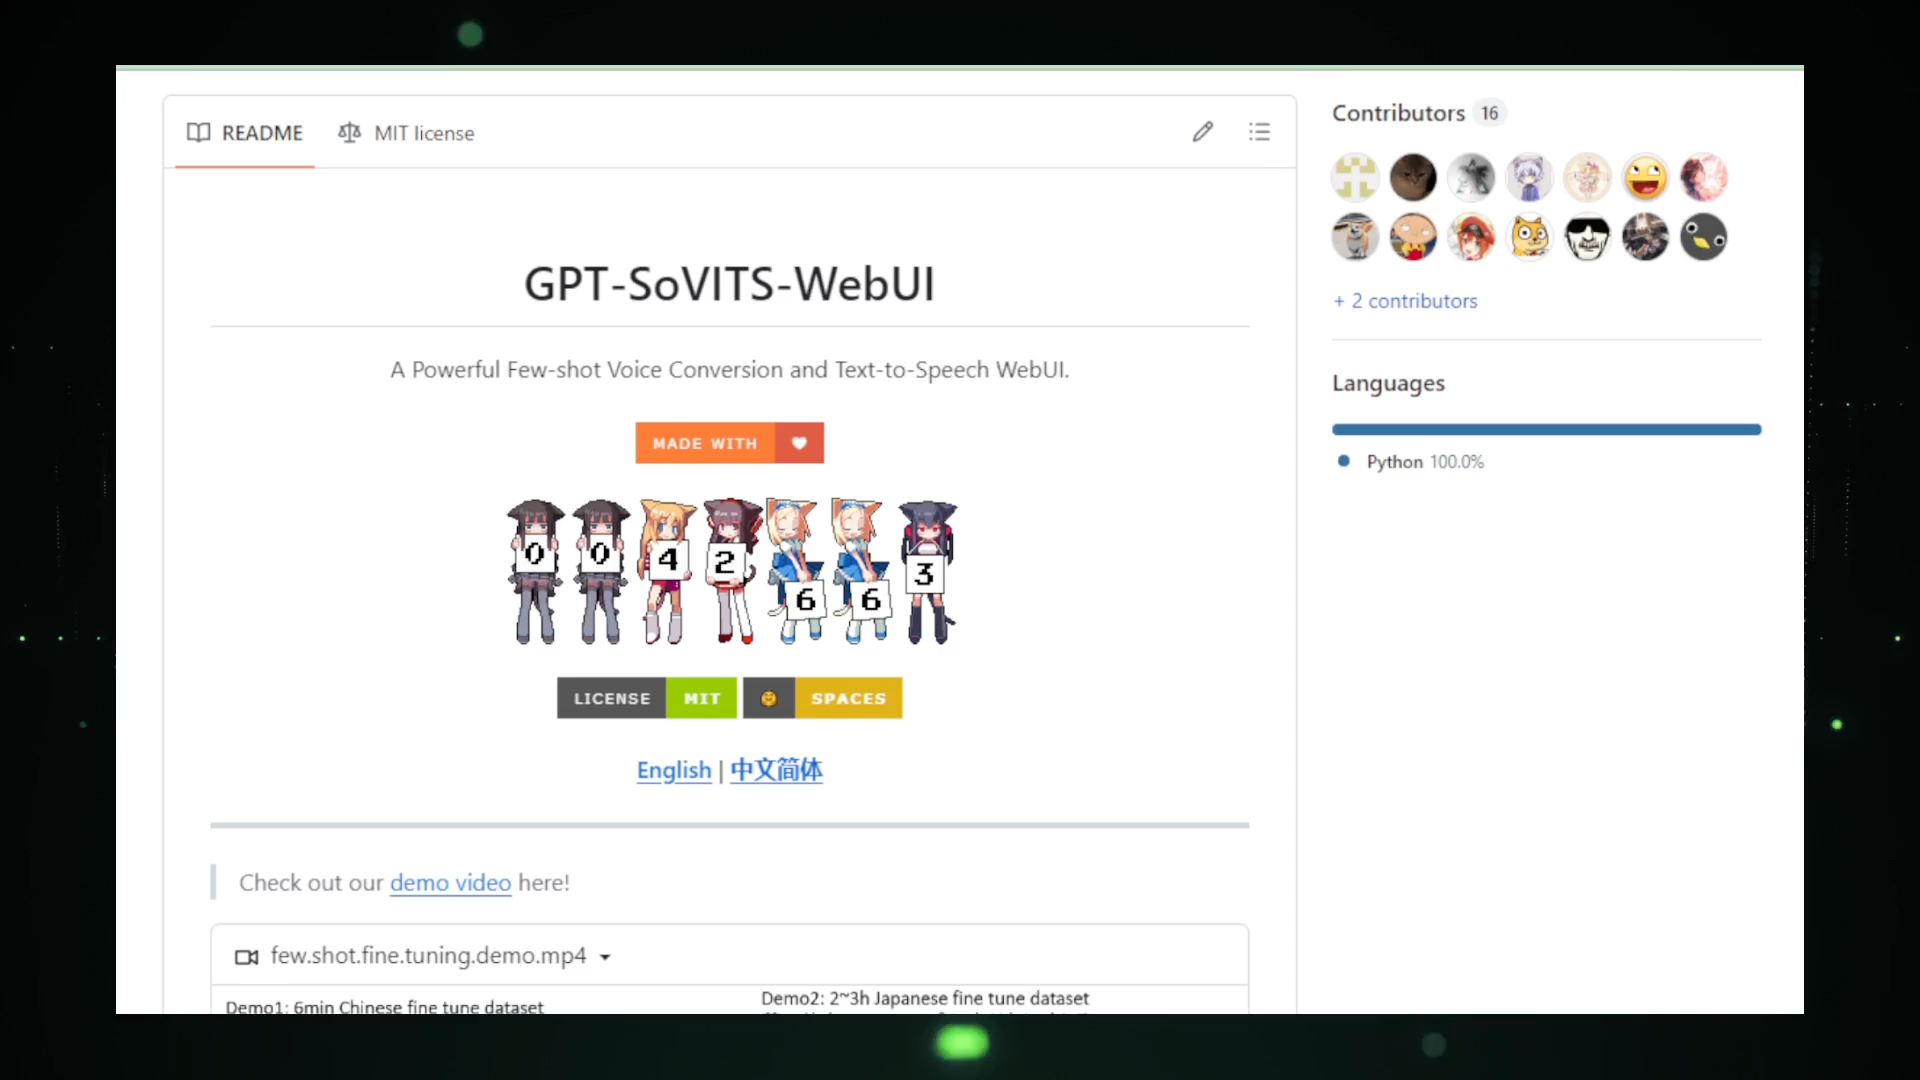 README MIT license
GPT-SoVITS-WebUI
A Powerful Few-shot Voice Conversion and Text-to-Speech WebUI.
MADE WITH
0 0 4 2 6 6 3
LICENSE MIT SPACES
English | 中文简体
Check out our demo video here!
few.shot.fine.tuning.demo.mp4
Demo1: 6min Chinese fine tune dataset
Demo2: 2~3h Japanese fine tune dataset
Contributors 16
+ 2 contributors
Languages
Python 100.0%